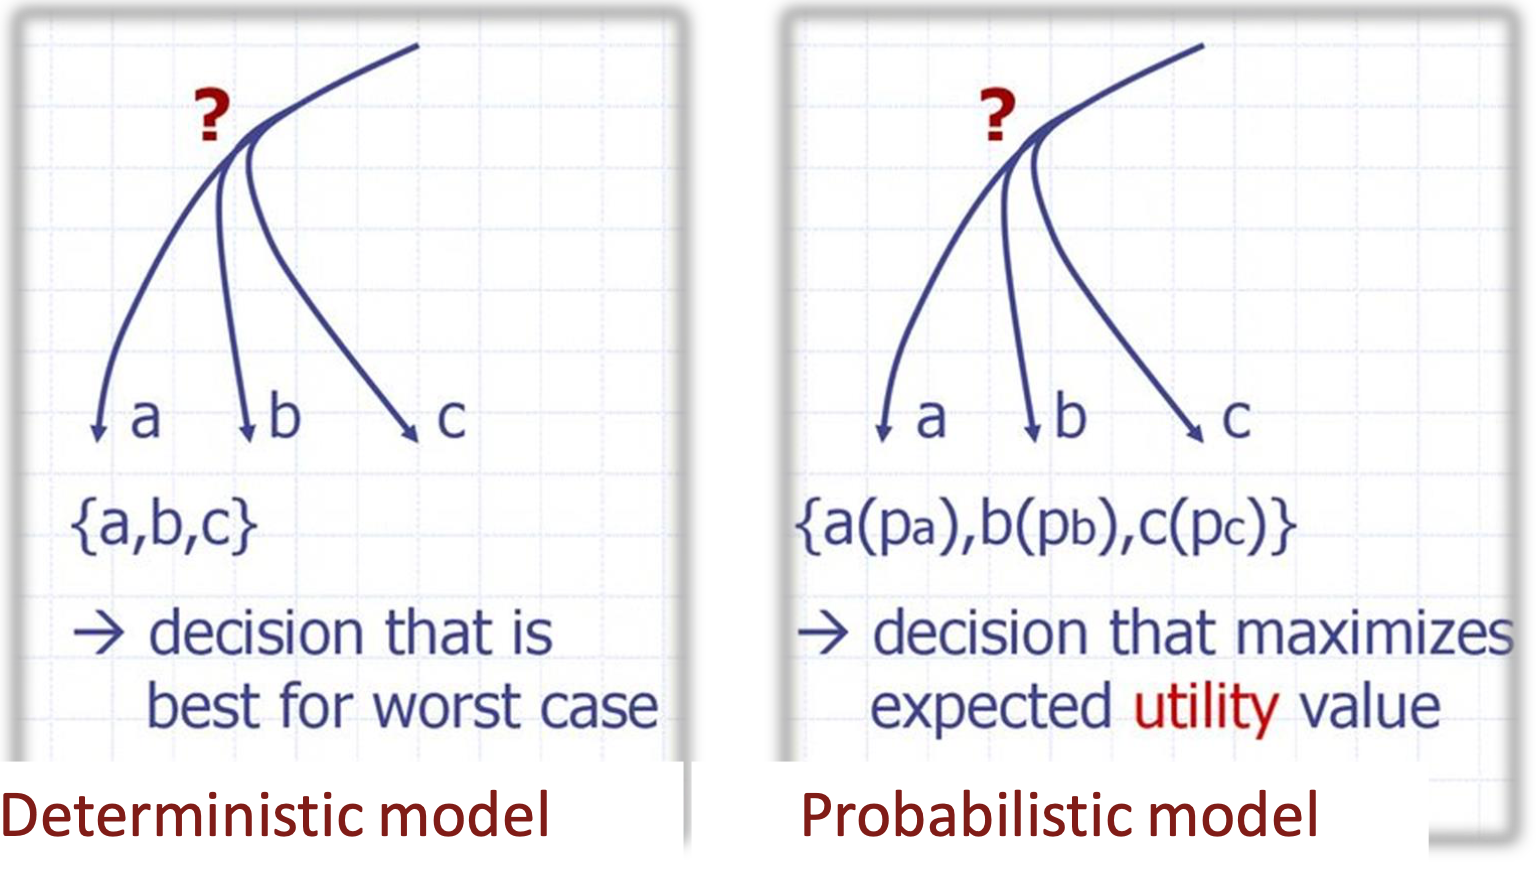 ?
a
b
c
{a,b,c}
→ decision that is
best for worst case
Deterministic model
?
a
b
c
{a(pa),b(pb),c(pc)}
→ decision that maximizes
expected utility value
Probabilistic model